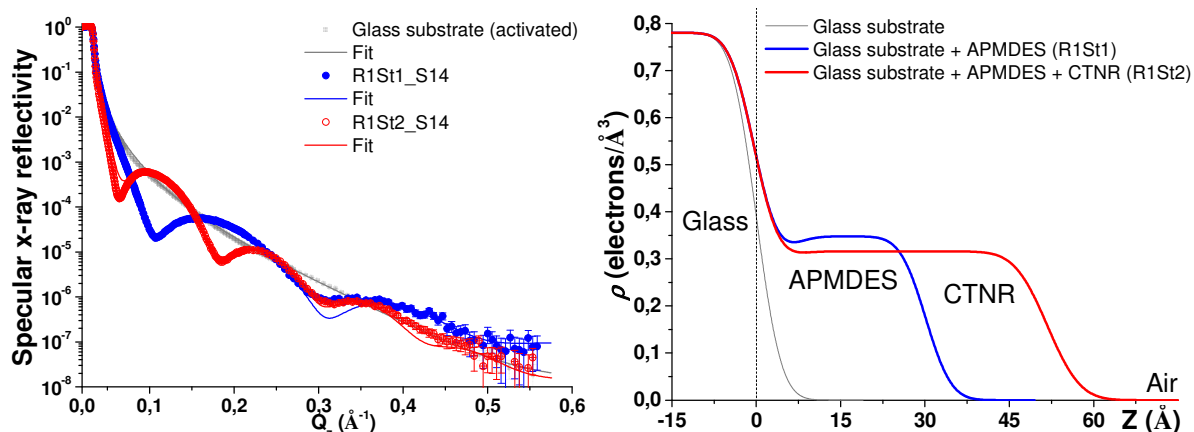 Specular x-ray reflectivity
10⁰
10⁻¹
10⁻²
10⁻³
10⁻⁴
10⁻⁵
10⁻⁶
10⁻⁷
10⁻⁸
Glass substrate (activated)
Fit
R1St1_S14
Fit
R1St2_S14
Fit
0,0 0,1 0,2 0,3 0,4 0,5 0,6
(Å⁻¹)
ρ (electrons/Å³)
0,8
0,7
0,6
0,5
0,4
0,3
0,2
0,1
0,0
Glass substrate
Glass substrate + APMDES (R1St1)
Glass substrate + APMDES + CTNR (R1St2)
Glass
APMDES
CTNR
Air
-15 0 15 30 45 60 Z (Å)